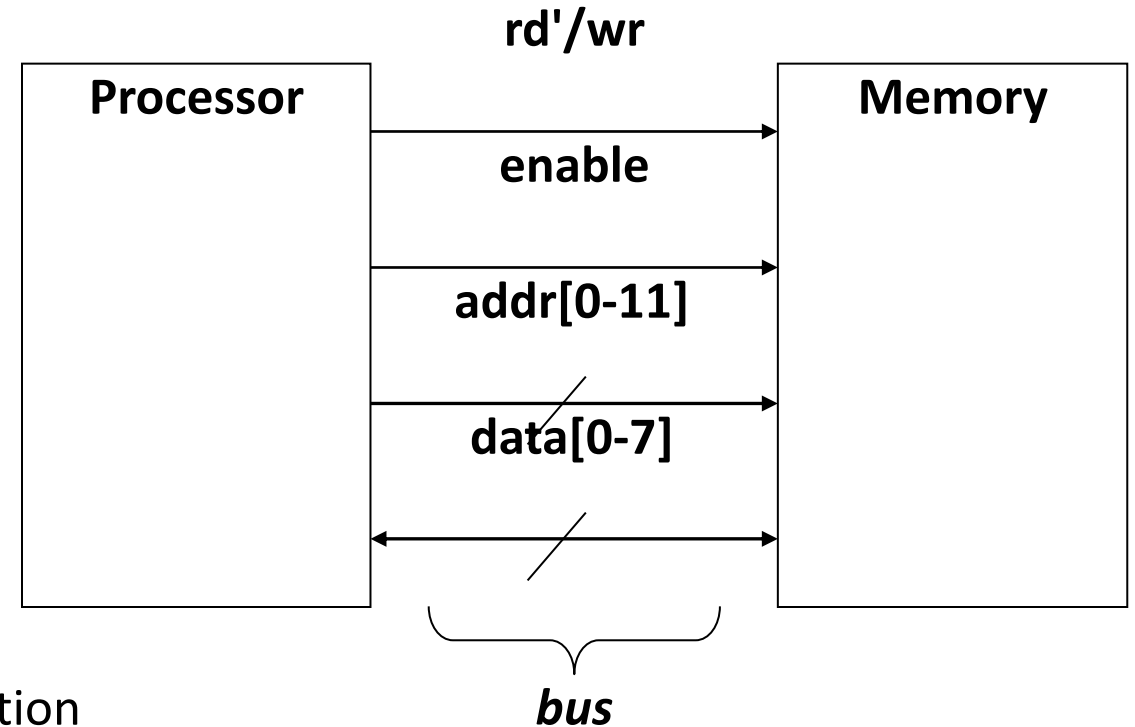 rd'/wr
Processor
Memory
enable
addr[0-11]
data[0-7]
tion
bus